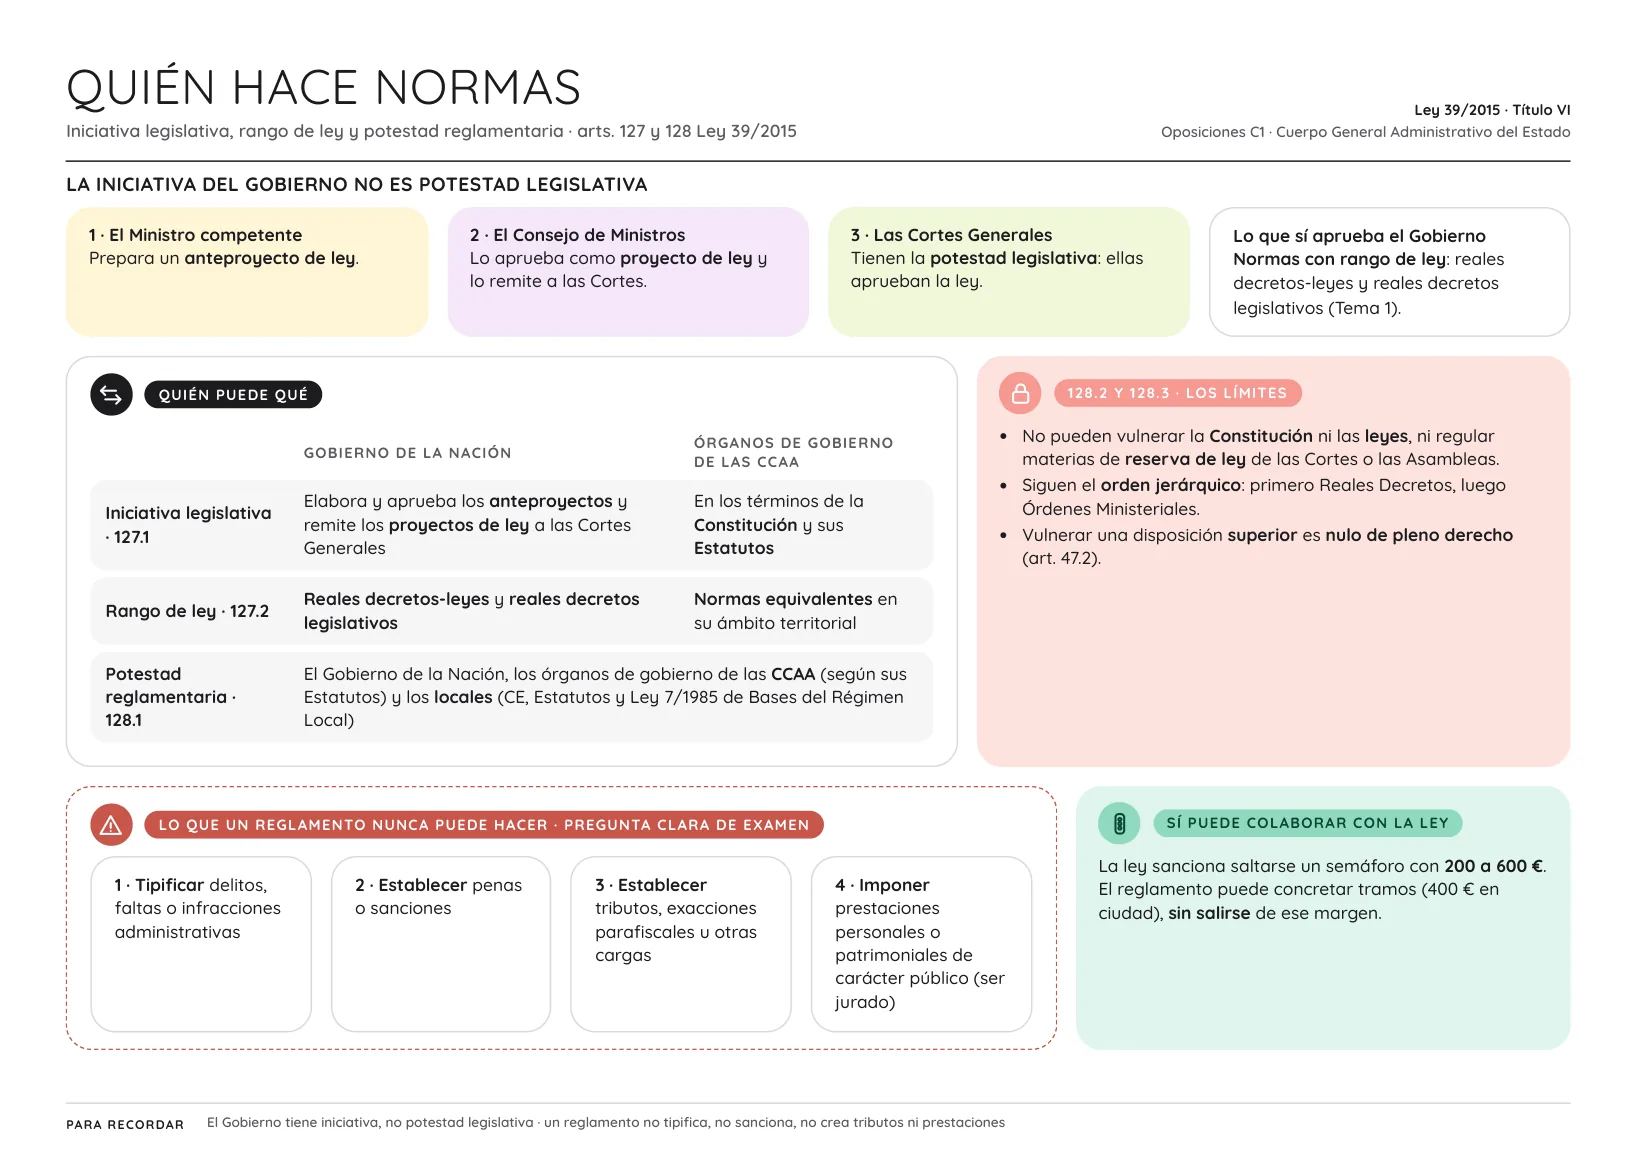 QUIÉN HACE NORMAS
Iniciativa legislativa, rango de ley y potestad reglamentaria · arts. 127 y 128 Ley 39/2015
Ley 39/2015 · Título VI
Oposiciones C1 · Cuerpo General Administrativo del Estado
LA INICIATIVA DEL GOBIERNO NO ES POTESTAD LEGISLATIVA
1 · El Ministro competente
Prepara un anteproyecto de ley.
2 · El Consejo de Ministros
Lo aprueba como proyecto de ley y
lo remite a las Cortes.
3 · Las Cortes Generales
Tienen la potestad legislativa: ellas
aprueban la ley.
Lo que sí aprueba el Gobierno
Normas con rango de ley: reales
decretos-leyes y reales decretos
legislativos (Tema 1).
QUIÉN PUEDE QUÉ
GOBIERNO DE LA NACIÓN
ÓRGANOS DE GOBIERNO
DE LAS CCAA
Iniciativa legislativa
· 127.1
Elabora y aprueba los anteproyectos y
remite los proyectos de ley a las Cortes
Generales
En los términos de la
Constitución y sus
Estatutos
Rango de ley · 127.2
Reales decretos-leyes y reales decretos
legislativos
Normas equivalentes en
su ámbito territorial
Potestad
reglamentaria ·
128.1
El Gobierno de la Nación, los órganos de gobierno de las CCAA (según sus
Estatutos) y los locales (CE, Estatutos y Ley 7/1985 de Bases del Régimen
Local)
128.2 Y 128.3 · LOS LÍMITES
• No pueden vulnerar la Constitución ni las leyes, ni regular
materias de reserva de ley de las Cortes o las Asambleas.
• Siguen el orden jerárquico: primero Reales Decretos, luego
Órdenes Ministeriales.
• Vulnerar una disposición superior es nulo de pleno derecho
(art. 47.2).
LO QUE UN REGLAMENTO NUNCA PUEDE HACER · PREGUNTA CLARA DE EXAMEN
1 · Tipificar delitos,
faltas o infracciones
administrativas
2 · Establecer penas
o sanciones
3 · Establecer
tributos, exacciones
parafiscales u otras
cargas
4 · Imponer
prestaciones
personales o
patrimoniales de
carácter público (ser
jurado)
SÍ PUEDE COLABORAR CON LA LEY
La ley sanciona saltarse un semáforo con 200 a 600 €.
El reglamento puede concretar tramos (400 € en
ciudad), sin salirse de ese margen.
PARA RECORDAR
El Gobierno tiene iniciativa, no potestad legislativa · un reglamento no tipifica, no sanciona, no crea tributos ni prestaciones